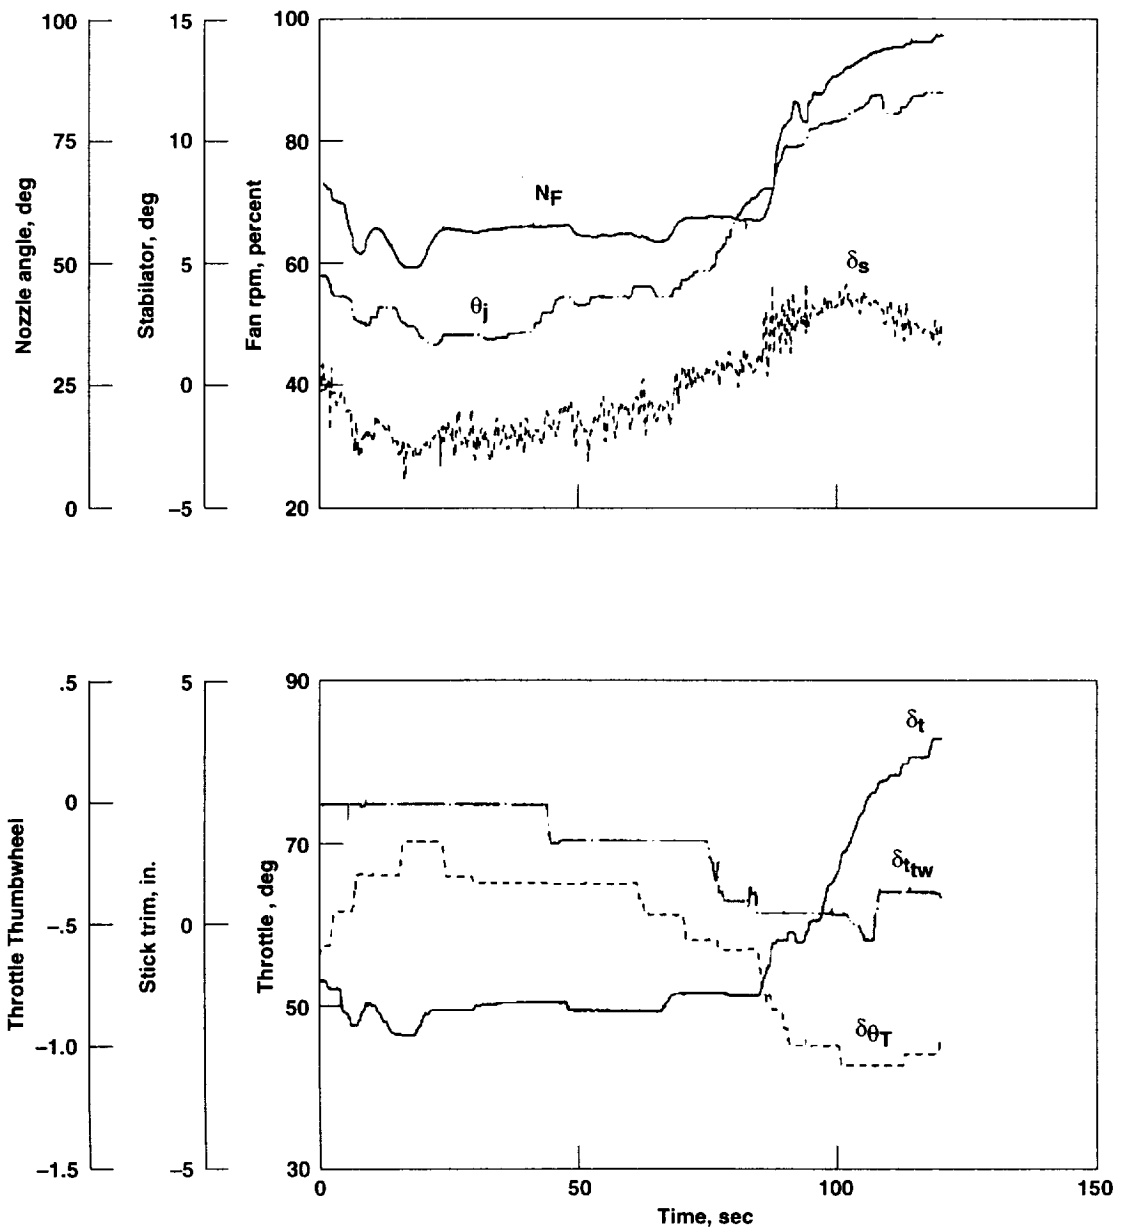 100
75
50
25
0
Nozzle angle, deg
15
10
5
0
–5
Stabilator, deg
100
80
60
40
20
Fan rpm, percent
NF
θj
δs
.5
0
–.5
–1.0
–1.5
Throttle Thumbwheel
5
0
–5
Stick trim, in.
90
70
50
30
Throttle , deg
δt
δttw
δθT
0
50
100
150
Time, sec